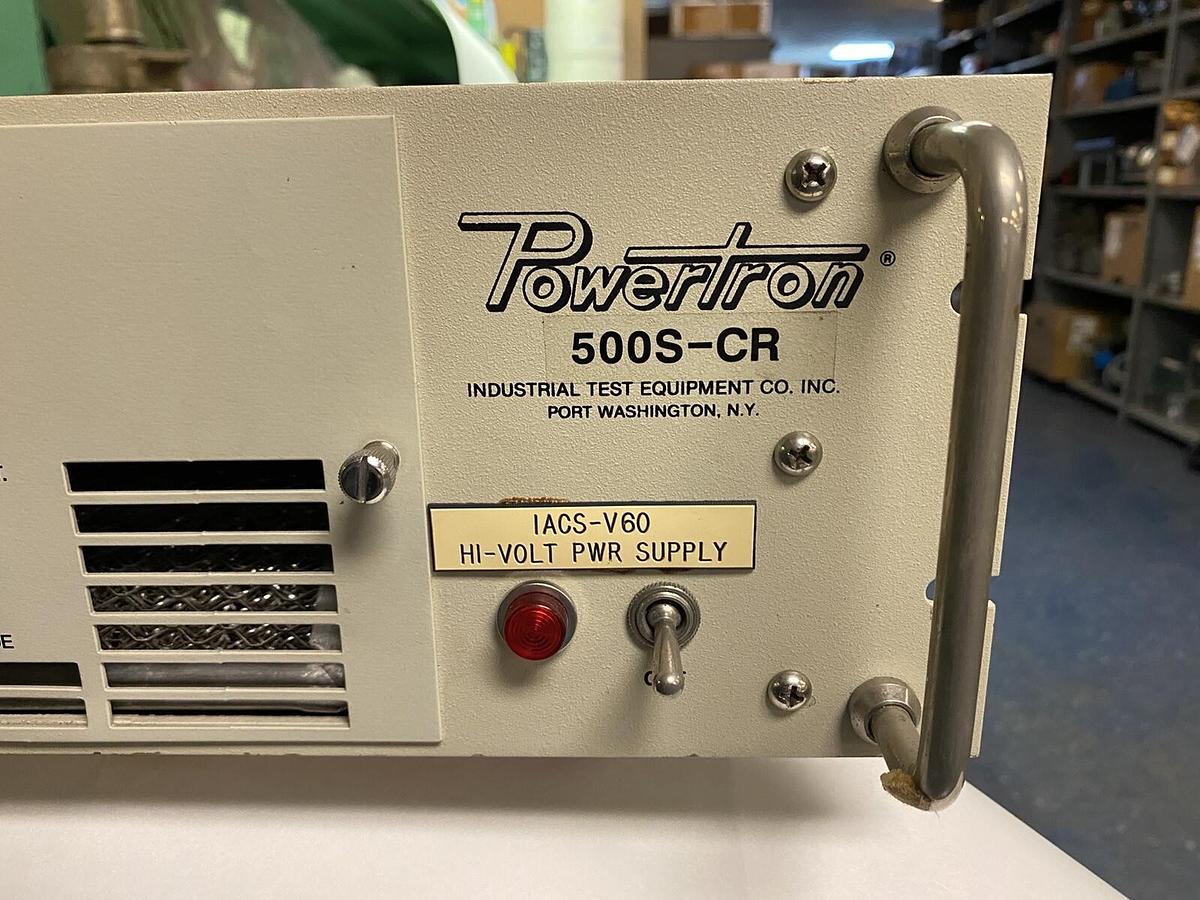 Powertron®
500S-CR
INDUSTRIAL TEST EQUIPMENT CO. INC.
PORT WASHINGTON, N.Y.
IACS-V60
HI-VOLT PWR SUPPLY